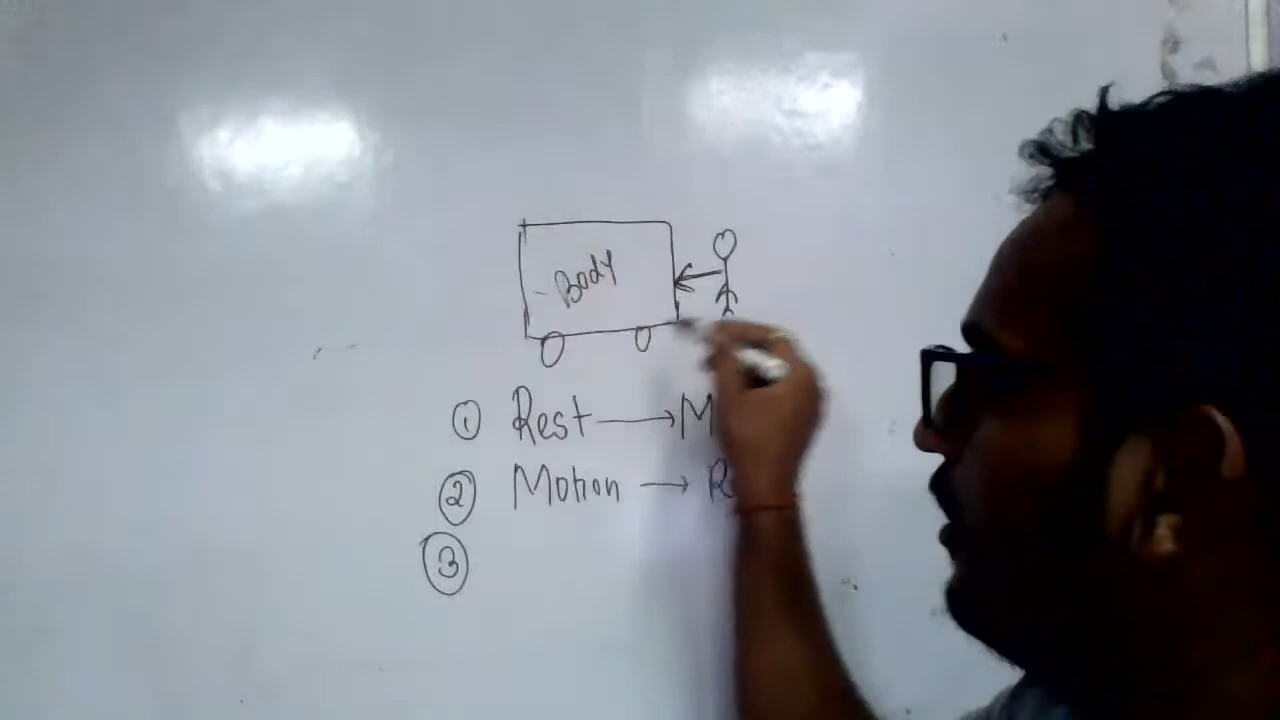 Body
① Rest → M
② Motion → R
③